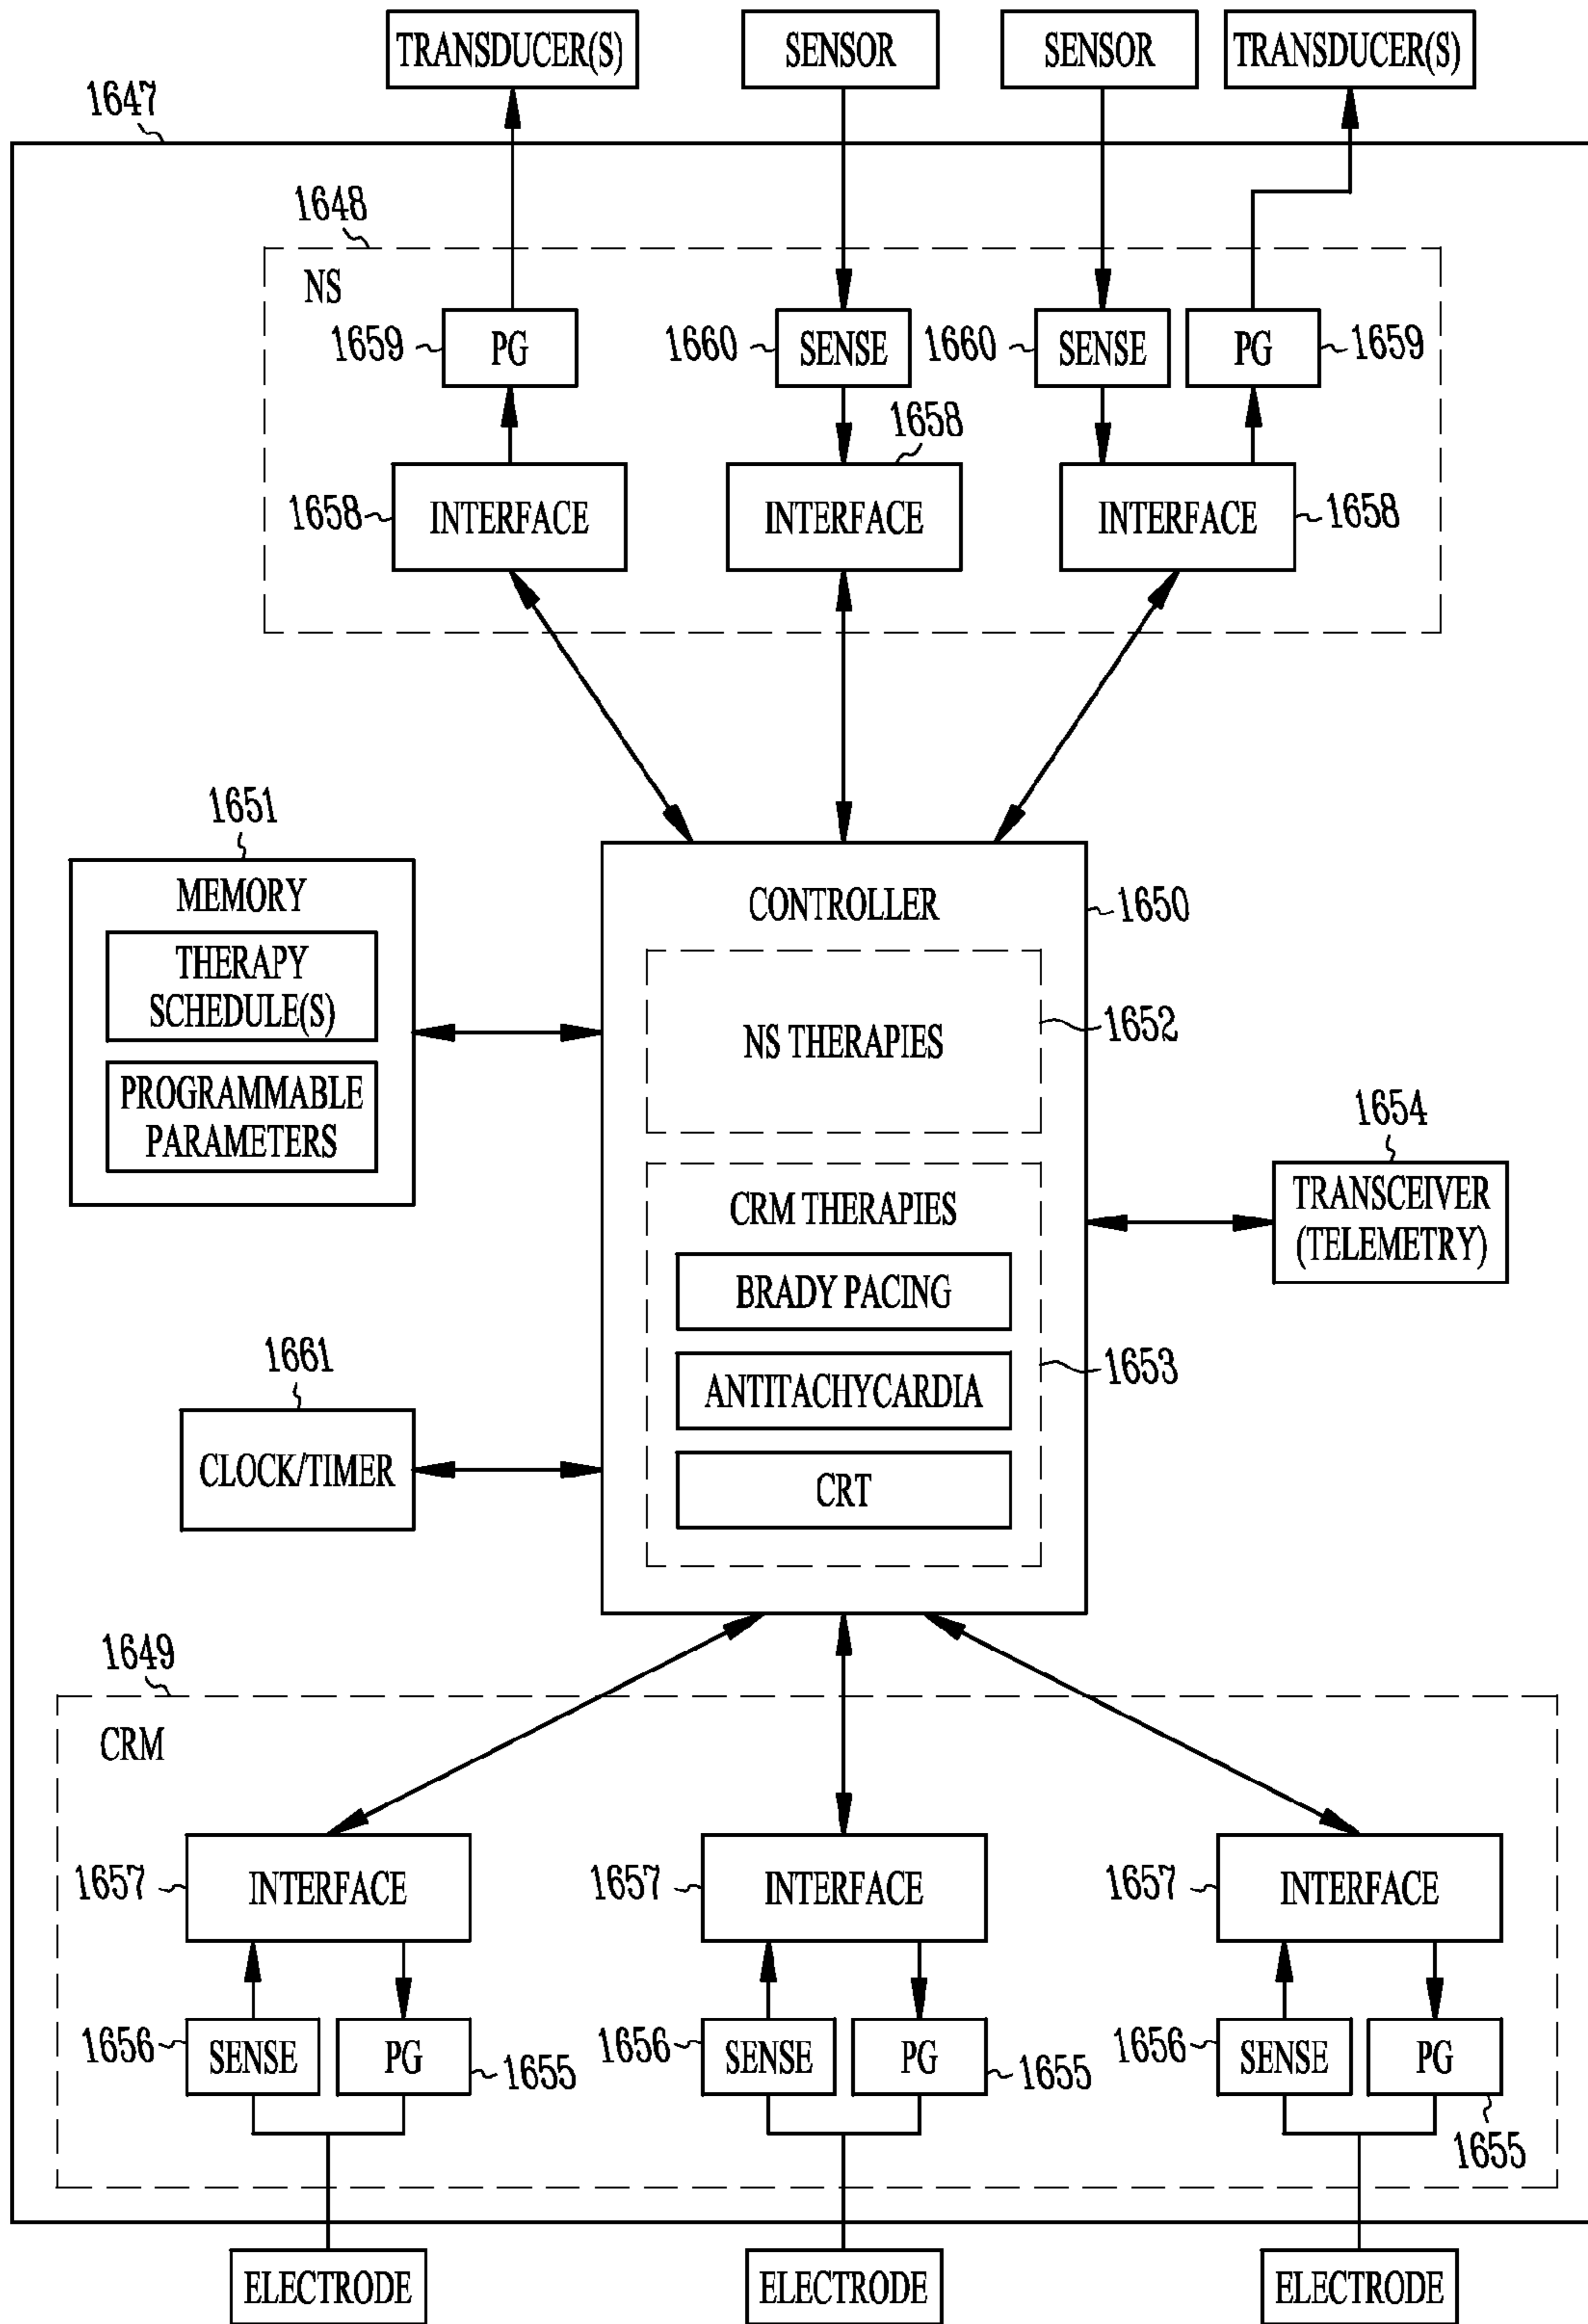 TRANSDUCER(S) SENSOR SENSOR TRANSDUCER(S)
1647
1648
NS
1659 PG 1660 SENSE 1660 SENSE PG 1659
1658
1658 INTERFACE INTERFACE INTERFACE 1658
1651
MEMORY
THERAPY
SCHEDULE(S)
PROGRAMMABLE
PARAMETERS
CONTROLLER 1650
NS THERAPIES 1652
1654
TRANSCEIVER
(TELEMETRY)
CRM THERAPIES
BRADY PACING
ANTITACHYCARDIA
CRT
1653
1661
CLOCK/TIMER
1649
CRM
1657 INTERFACE 1657 INTERFACE 1657 INTERFACE
1656 SENSE PG 1655 1656 SENSE PG 1655 1656 SENSE PG
1655
ELECTRODE ELECTRODE ELECTRODE